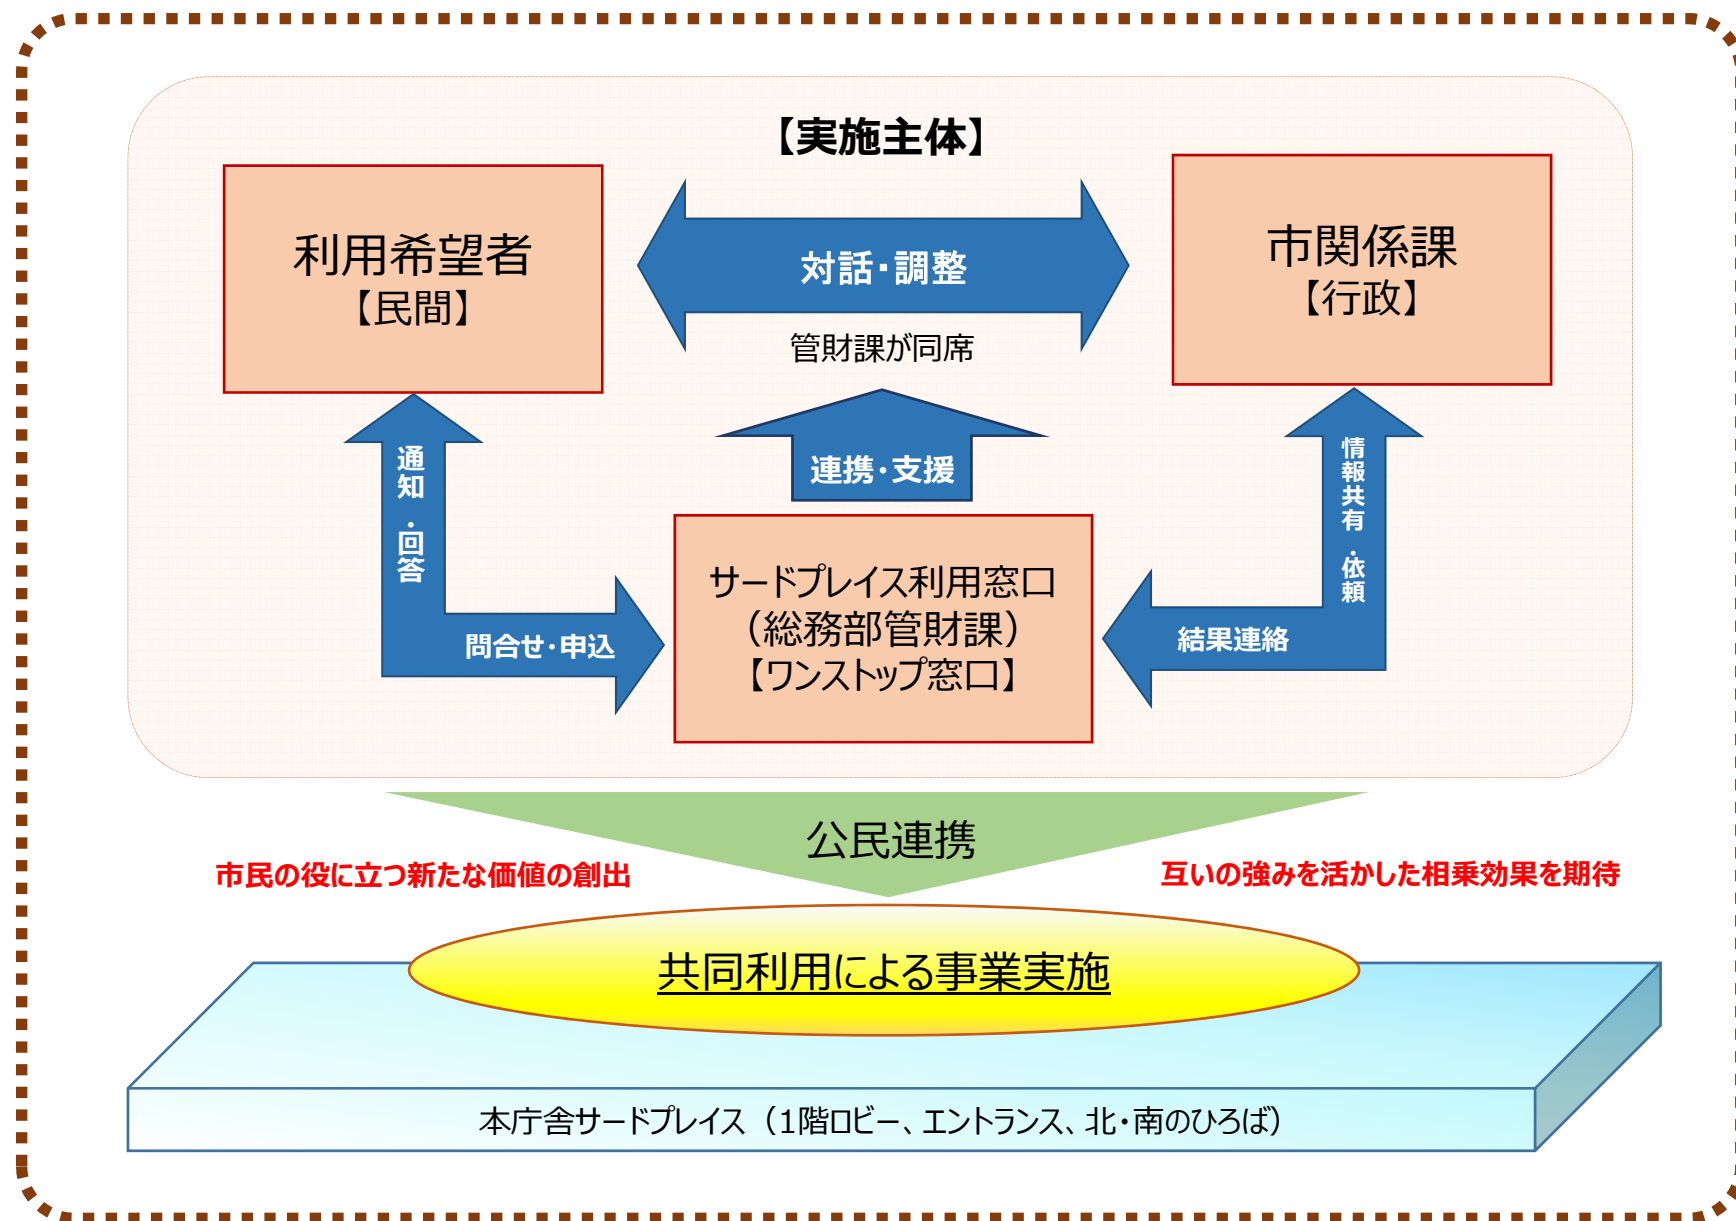 【実施主体】
利用希望者
【民間】
対話・調整
市関係課
【行政】
管財課が同席
連携・支援
通知・回答
問合せ・申込
情報共有・依頼
結果連絡
サードプレイス利用窓口
（総務部管財課）
【ワンストップ窓口】
公民連携
市民の役に立つ新たな価値の創出
互いの強みを活かした相乗効果を期待
共同利用による事業実施
本庁舎サードプレイス（1階ロビー、エントランス、北・南のひろば）